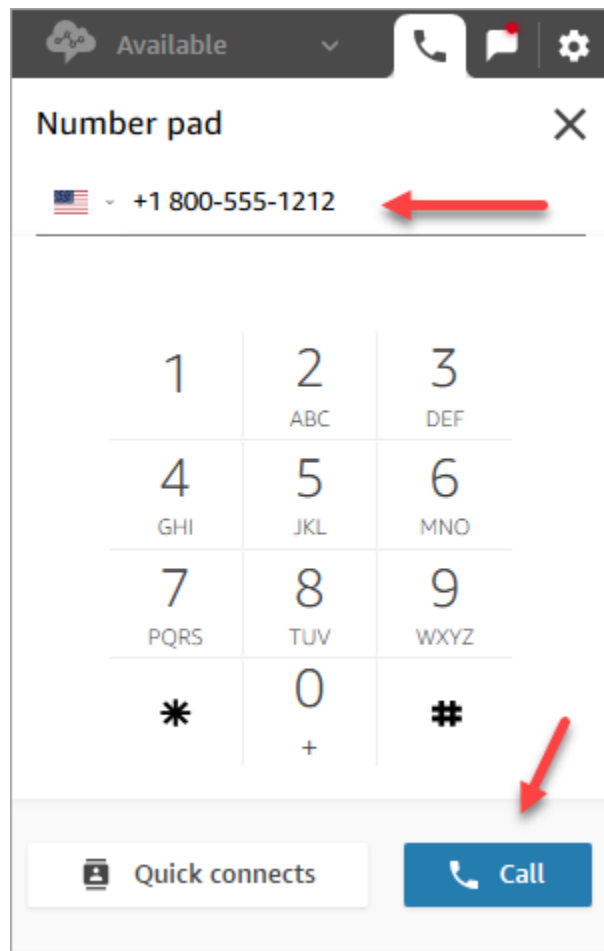 Available
Number pad
+1 800-555-1212
1 2 3
ABC DEF
4 5 6
GHI JKL MNO
7 8 9
PQRS TUV WXYZ
* 0 #
+
Quick connects Call